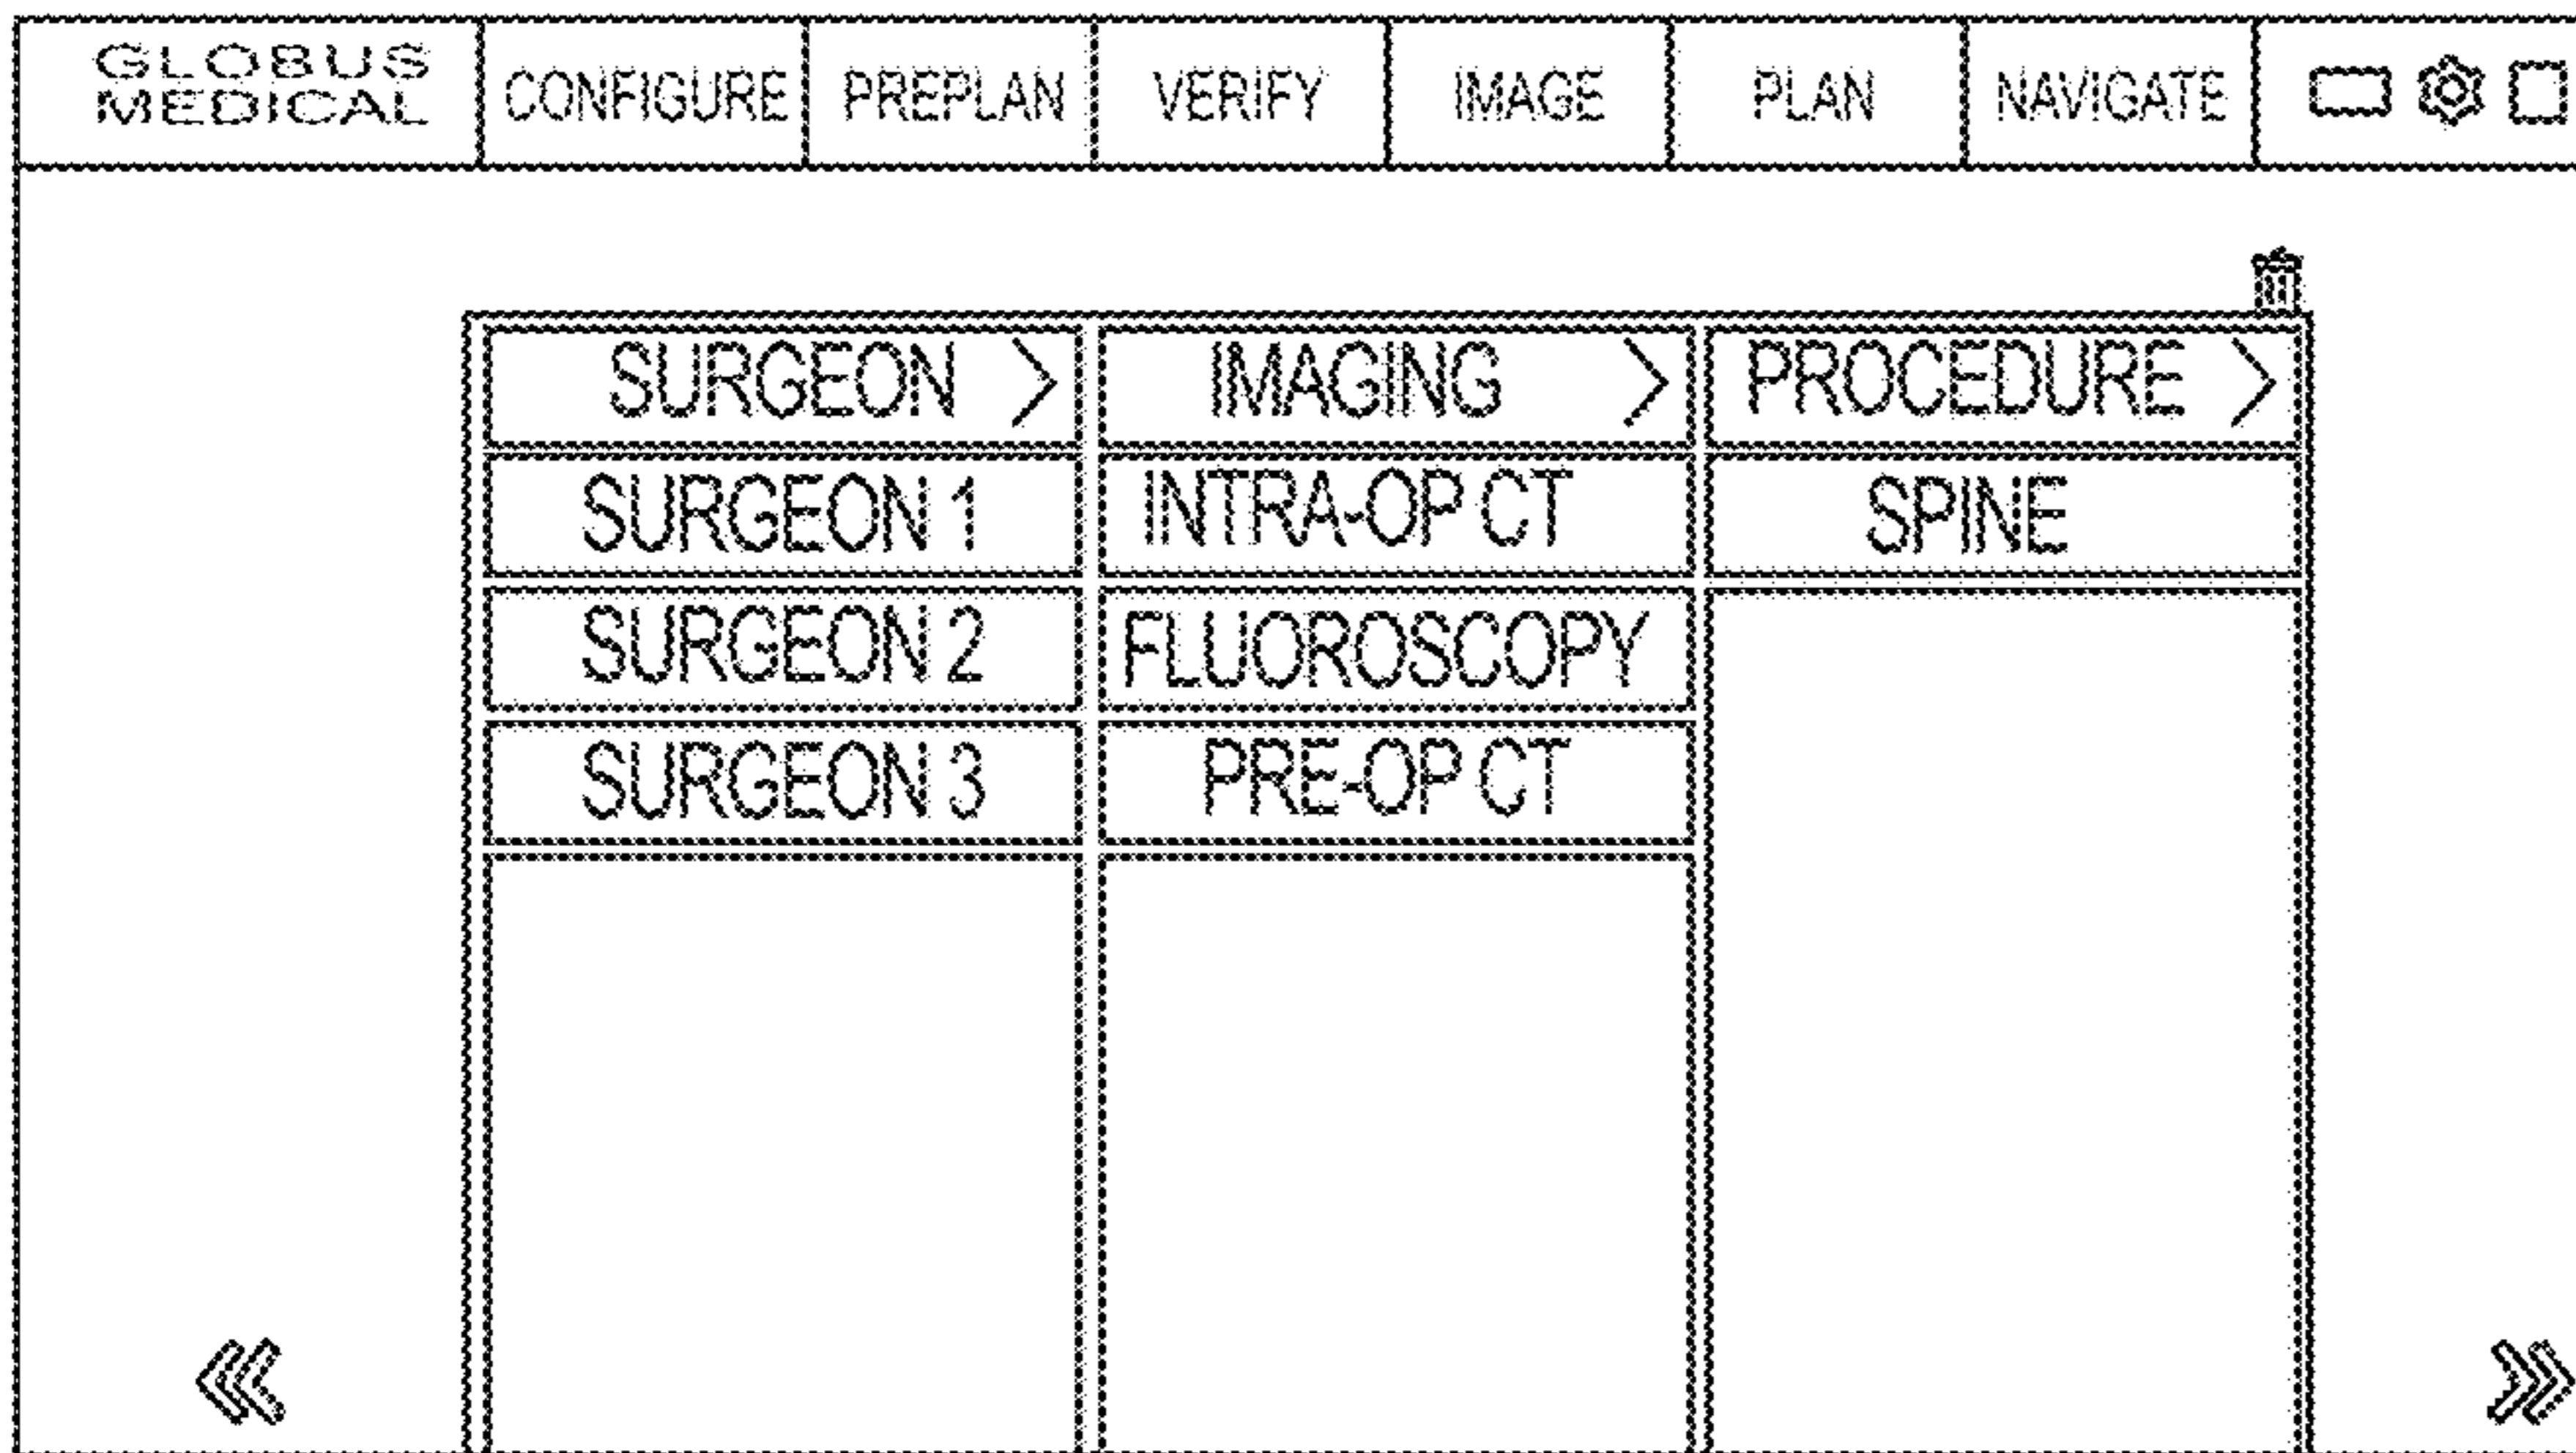 GLOBUS
MEDICAL
CONFIGURE PREPLAN VERIFY IMAGE PLAN NAVIGATE
SURGEON > IMAGING > PROCEDURE >
SURGEON 1 INTRA-OP CT SPINE
SURGEON 2 FLUOROSCOPY
SURGEON 3 PRE-OP CT